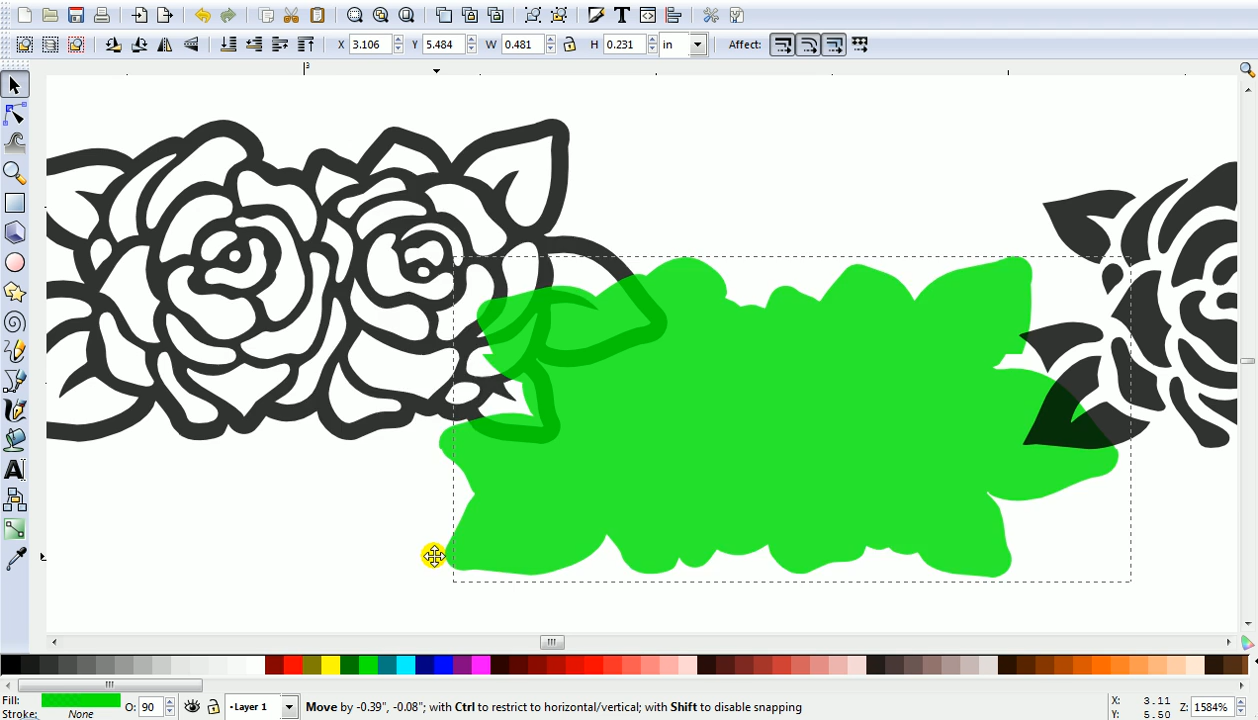 X 3.106 Y 5.484 W 0.481 H 0.231 in Affect:
3
Fill: O: 90 Layer 1 Move by -0.39", -0.08"; with Ctrl to restrict to horizontal/vertical; with Shift to disable snapping X: 3.11 Z: 1584%
Stroke: None Y: 5.50